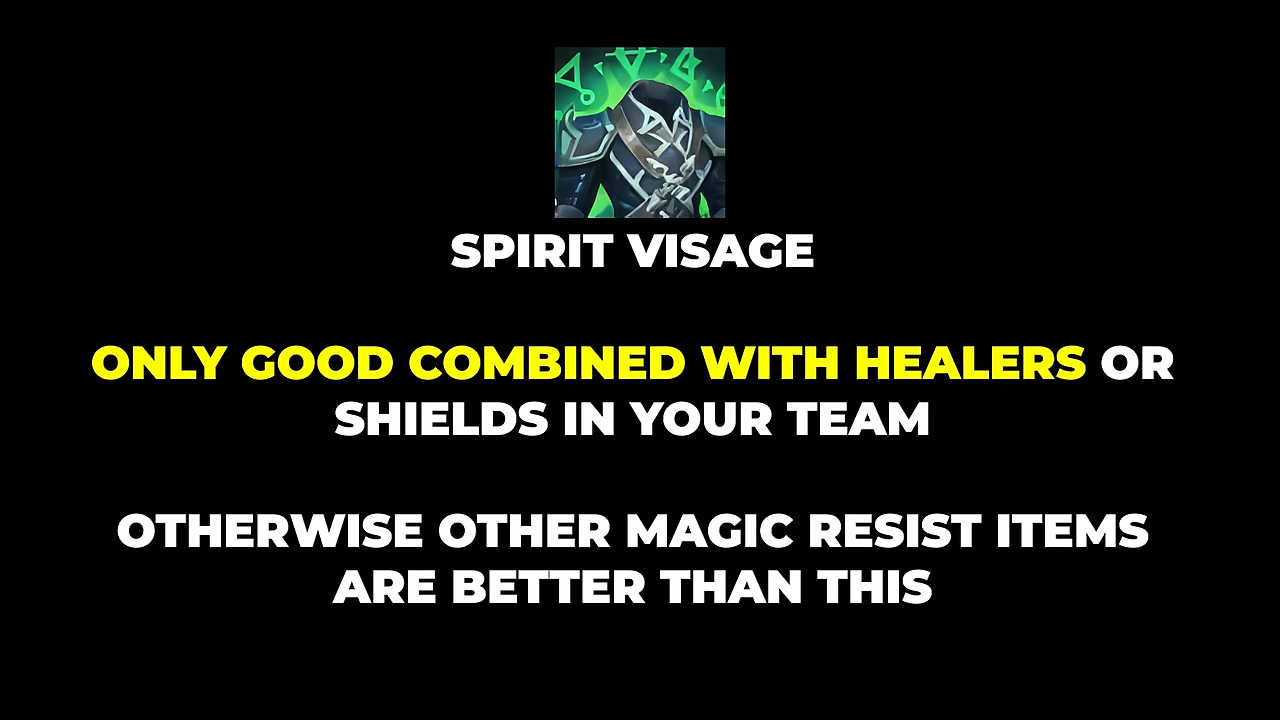 SPIRIT VISAGE
ONLY GOOD COMBINED WITH HEALERS OR
SHIELDS IN YOUR TEAM
OTHERWISE OTHER MAGIC RESIST ITEMS
ARE BETTER THAN THIS